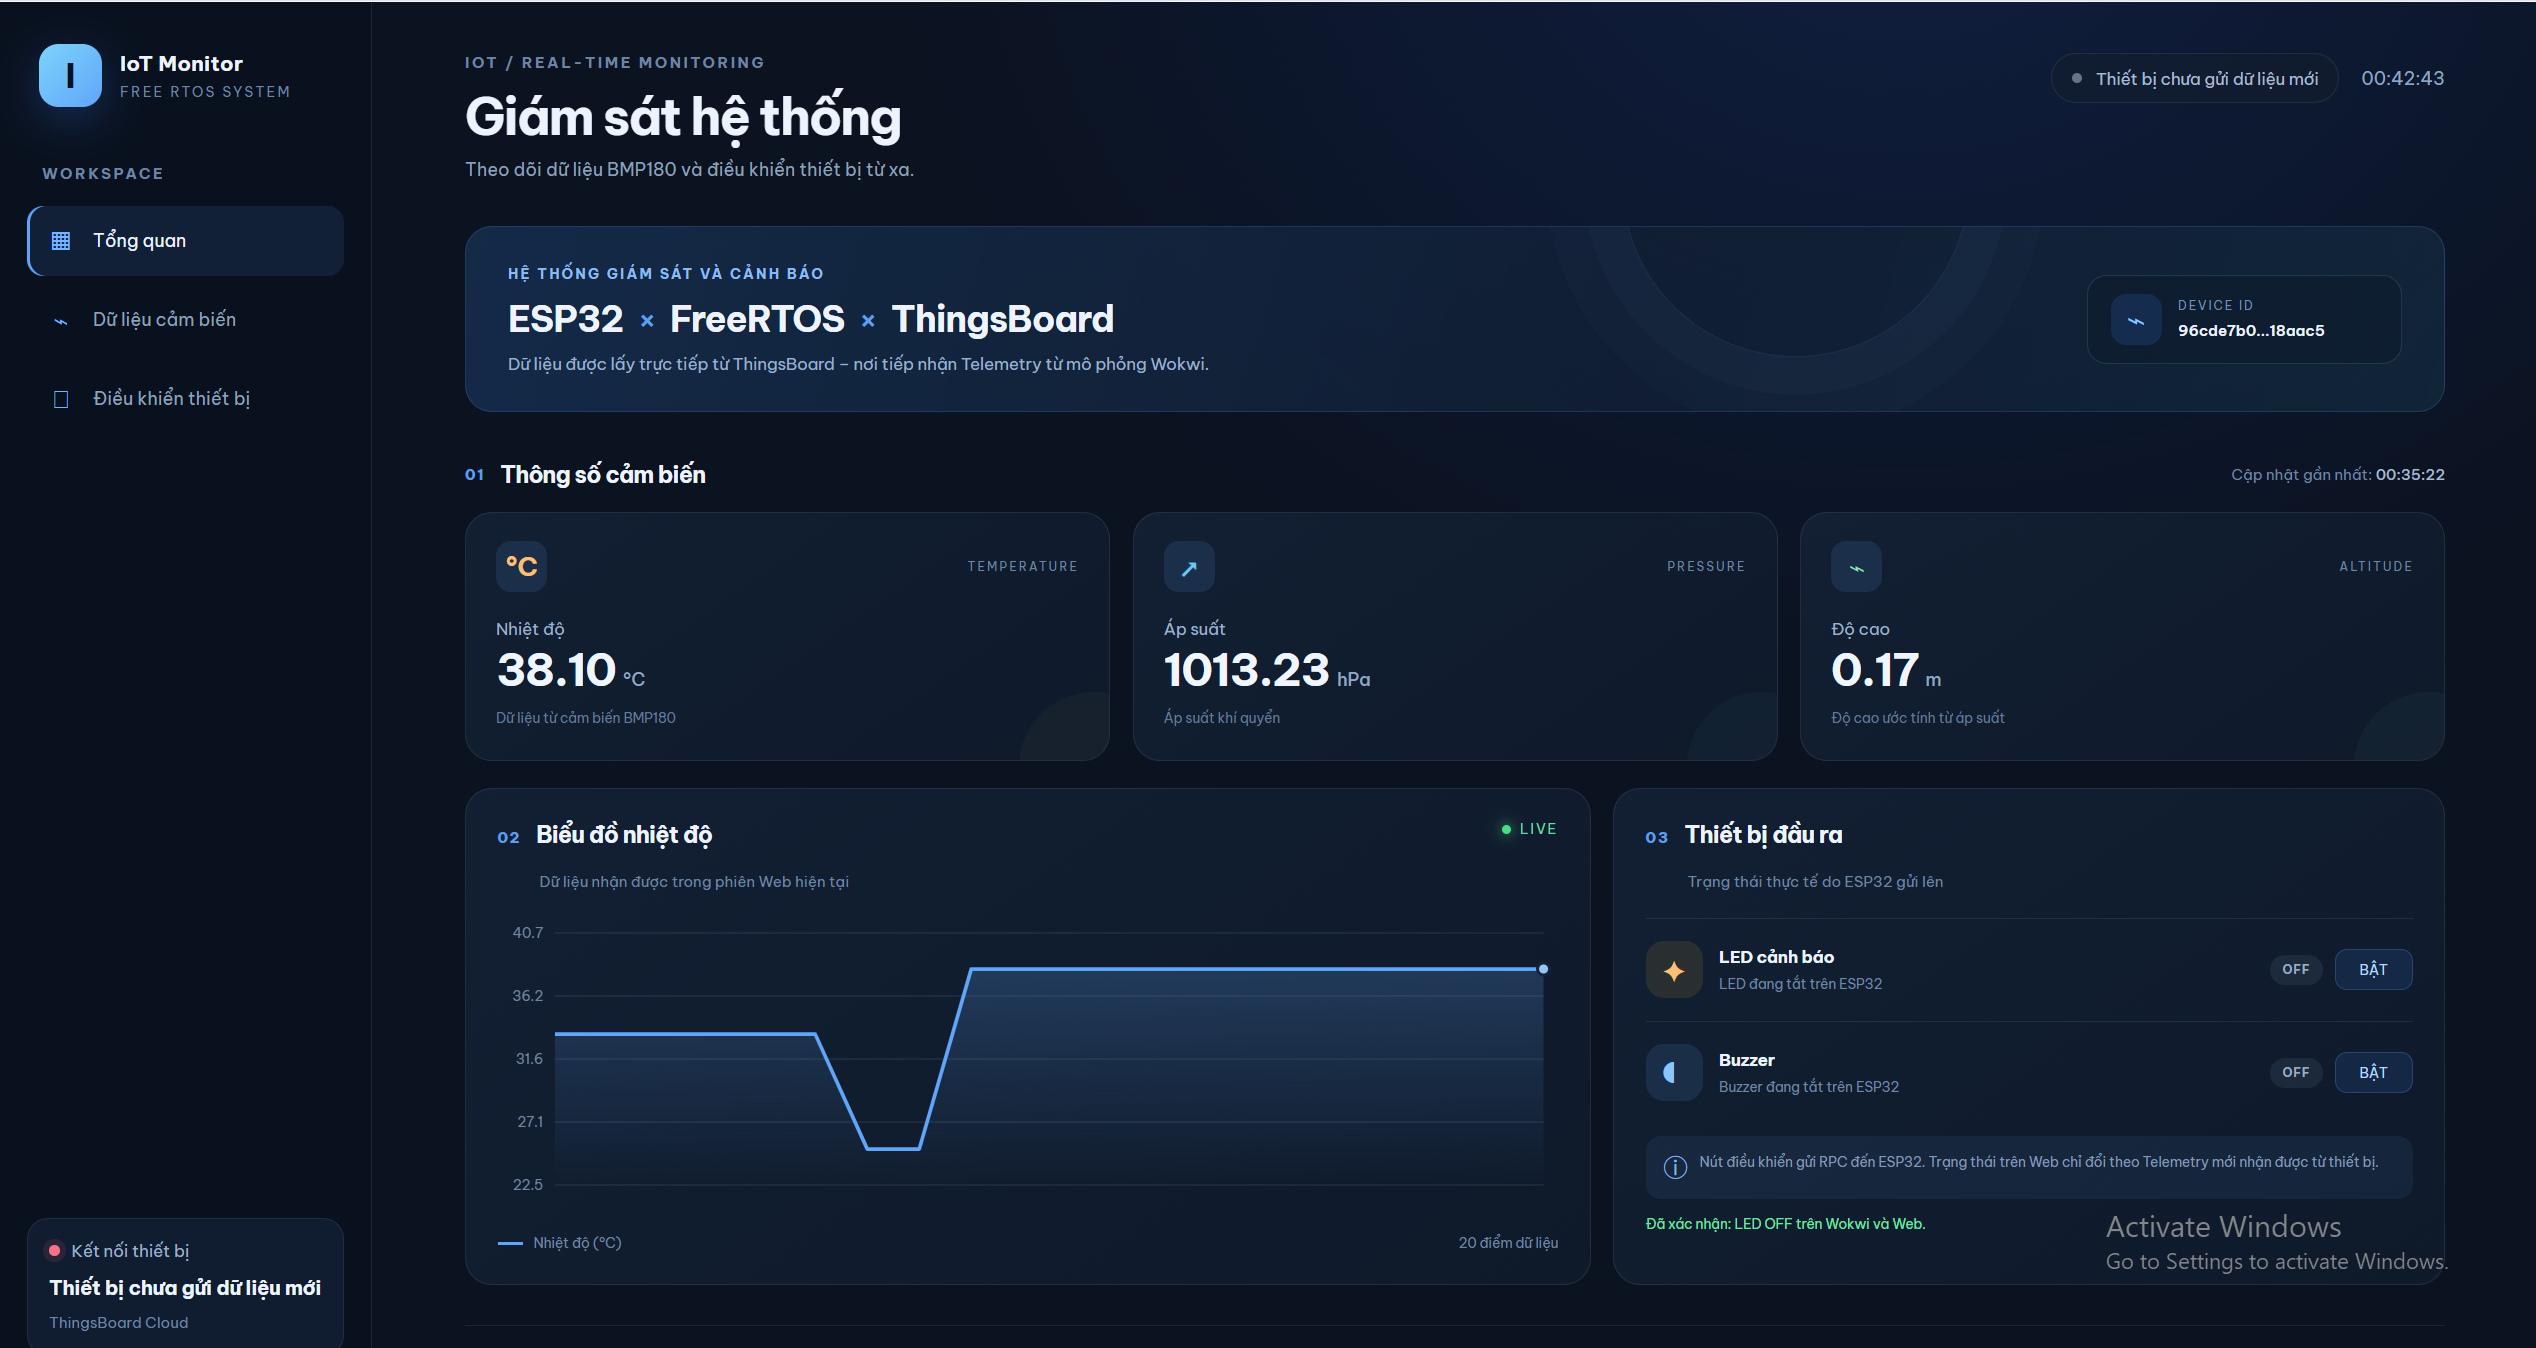 I
IoT Monitor
FREE RTOS SYSTEM
WORKSPACE
Tổng quan
Dữ liệu cảm biến
Điều khiển thiết bị
Kết nối thiết bị
Thiết bị chưa gửi dữ liệu mới
ThingsBoard Cloud
IOT / REAL-TIME MONITORING
Giám sát hệ thống
Theo dõi dữ liệu BMP180 và điều khiển thiết bị từ xa.
Thiết bị chưa gửi dữ liệu mới
00:42:43
HỆ THỐNG GIÁM SÁT VÀ CẢNH BÁO
ESP32 × FreeRTOS × ThingsBoard
Dữ liệu được lấy trực tiếp từ ThingsBoard – nơi tiếp nhận Telemetry từ mô phỏng Wokwi.
DEVICE ID
96cde7b0...18aac5
01 Thông số cảm biến
Cập nhật gần nhất: 00:35:22
°C
TEMPERATURE
Nhiệt độ
38.10 °C
Dữ liệu từ cảm biến BMP180
PRESSURE
Áp suất
1013.23 hPa
Áp suất khí quyển
ALTITUDE
Độ cao
0.17 m
Độ cao ước tính từ áp suất
02 Biểu đồ nhiệt độ
LIVE
Dữ liệu nhận được trong phiên Web hiện tại
40.7
36.2
31.6
27.1
22.5
Nhiệt độ (°C)
20 điểm dữ liệu
03 Thiết bị đầu ra
Trạng thái thực tế do ESP32 gửi lên
LED cảnh báo
LED đang tắt trên ESP32
OFF
BẬT
Buzzer
Buzzer đang tắt trên ESP32
OFF
BẬT
Nút điều khiển gửi RPC đến ESP32. Trạng thái trên Web chỉ đổi theo Telemetry mới nhận được từ thiết bị.
Đã xác nhận: LED OFF trên Wokwi và Web.
Activate Windows
Go to Settings to activate Windows.